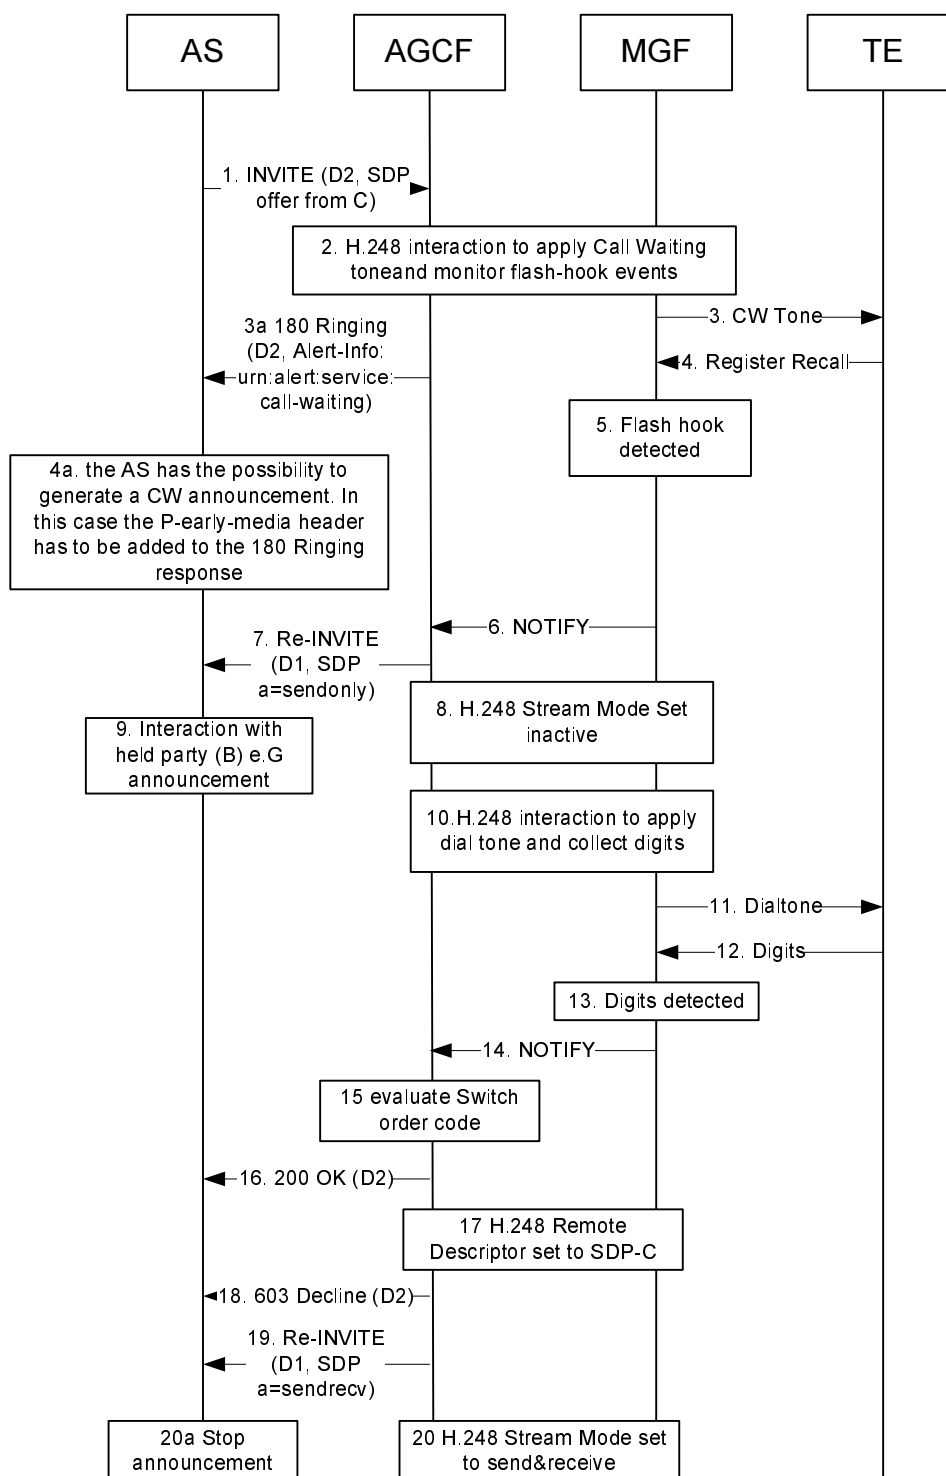 AS
AGCF
MGF
TE
1. INVITE (D2, SDP
offer from C)
2. H.248 interaction to apply Call Waiting
toneand monitor flash-hook events
3. CW Tone
3a 180 Ringing
(D2, Alert-Info:
urn:alert:service:
call-waiting)
4. Register Recall
5. Flash hook
detected
4a. the AS has the possibility to
generate a CW announcement. In
this case the P-early-media header
has to be added to the 180 Ringing
response
6. NOTIFY
7. Re-INVITE
(D1, SDP
a=sendonly)
8. H.248 Stream Mode Set
inactive
9. Interaction with
held party (B) e.G
announcement
10.H.248 interaction to apply
dial tone and collect digits
11. Dialtone
12. Digits
13. Digits detected
14. NOTIFY
15 evaluate Switch
order code
16. 200 OK (D2)
17 H.248 Remote
Descriptor set to SDP-C
18. 603 Decline (D2)
19. Re-INVITE
(D1, SDP
a=sendrecv)
20a Stop
announcement
20 H.248 Stream Mode set
to send&receive